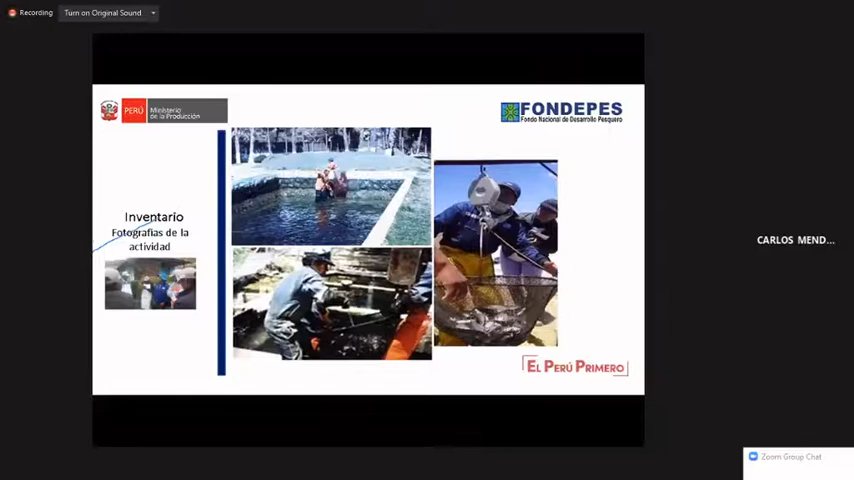 Recording
Turn on Original Sound
PERÚ
Ministerio
de la Producción
FONDEPES
Fondo Nacional de Desarrollo Pesquero
Inventario
Fotografías de la
actividad
EL PERÚ PRIMERO
CARLOS MEND...
Zoom Group Chat